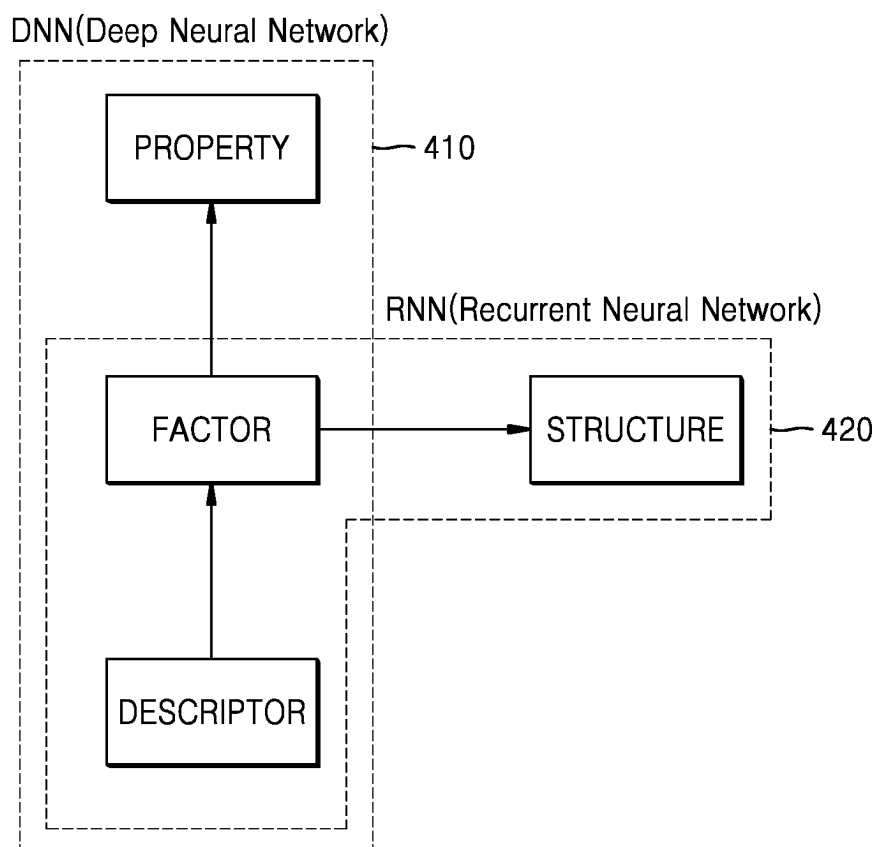 DNN(Deep Neural Network)
PROPERTY
410
RNN(Recurrent Neural Network)
FACTOR
STRUCTURE
420
DESCRIPTOR